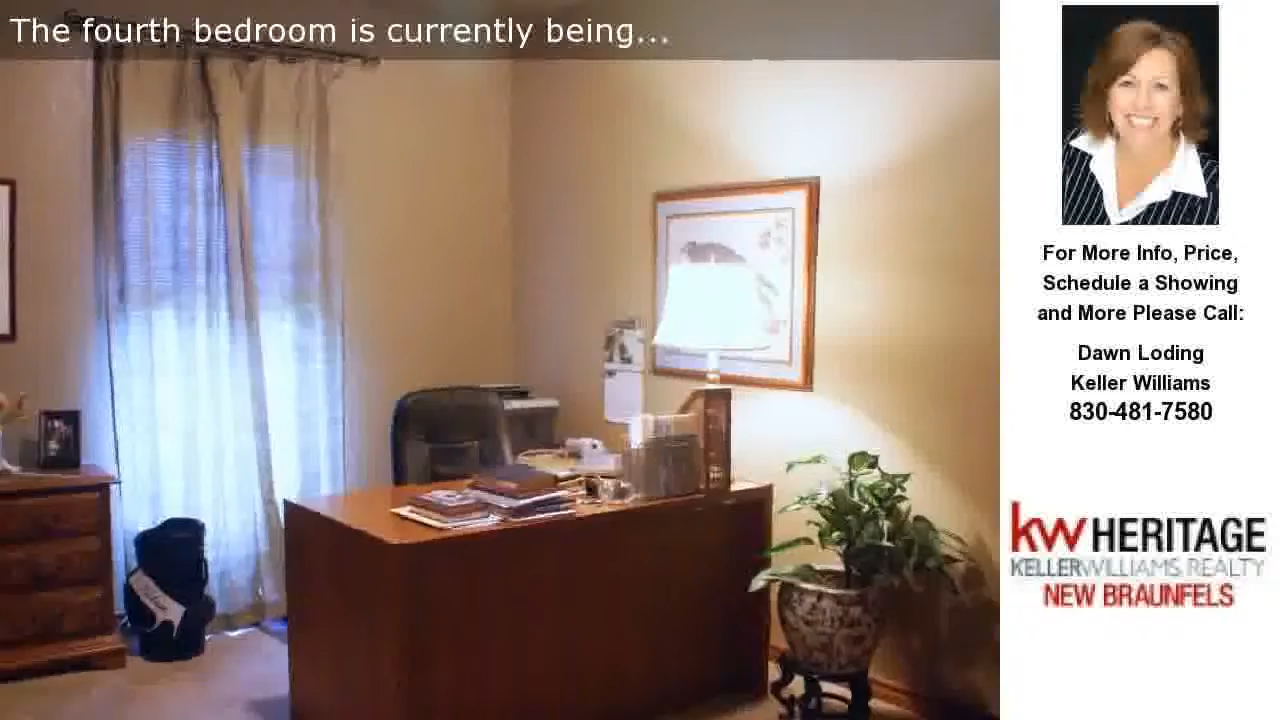 The fourth bedroom is currently being...
For More Info, Price,
Schedule a Showing
and More Please Call:
Dawn Loding
Keller Williams
830-481-7580
kw HERITAGE
KELLERWILLIAMS. REALTY
NEW BRAUNFELS